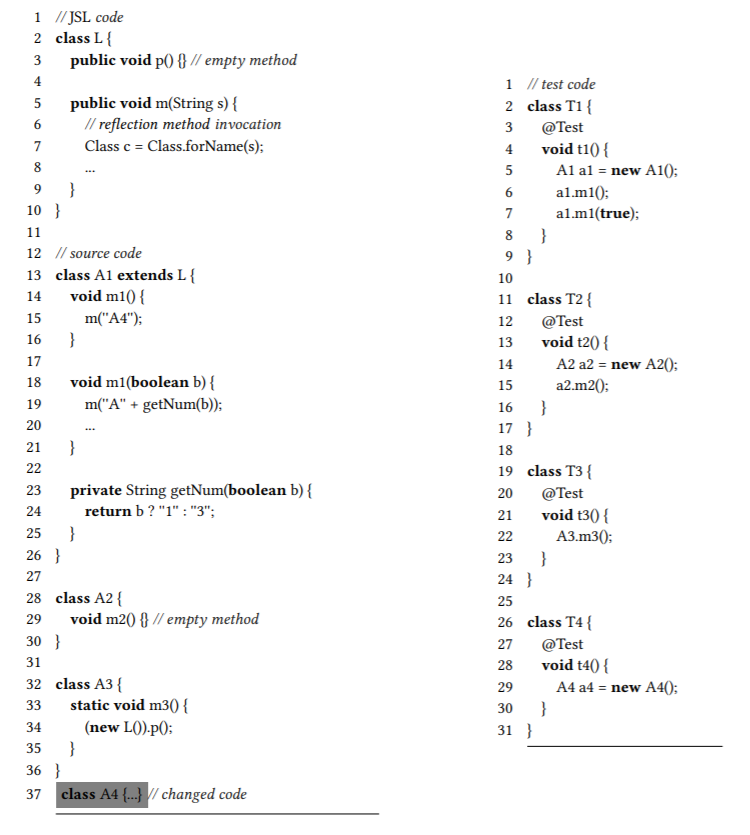 1 // JSL code
2 class L {
3 public void p() {} // empty method
4
5 public void m(String s) {
6 // reflection method invocation
7 Class c = Class.forName(s);
8 ...
9 }
10 }
11
12 // source code
13 class A1 extends L {
14 void m1() {
15 m("A4");
16 }
17
18 void m1(boolean b) {
19 m("A" + getNum(b));
20 ...
21 }
22
23 private String getNum(boolean b) {
24 return b ? "1" : "3";
25 }
26 }
27
28 class A2 {
29 void m2() {} // empty method
30 }
31
32 class A3 {
33 static void m3() {
34 (new L()).p();
35 }
36 }
37 class A4 {...} // changed code
1 // test code
2 class T1 {
3 @Test
4 void t1() {
5 A1 a1 = new A1();
6 a1.m1();
7 a1.m1(true);
8 }
9 }
10
11 class T2 {
12 @Test
13 void t2() {
14 A2 a2 = new A2();
15 a2.m2();
16 }
17 }
18
19 class T3 {
20 @Test
21 void t3() {
22 A3.m3();
23 }
24 }
25
26 class T4 {
27 @Test
28 void t4() {
29 A4 a4 = new A4();
30 }
31 }